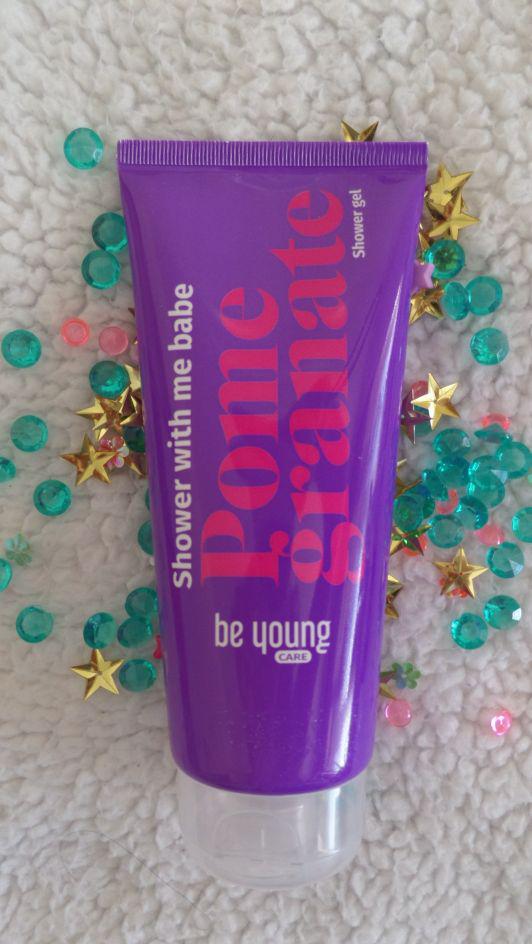 Shower with me babe
Pome
granate
Shower gel
be young
CARE